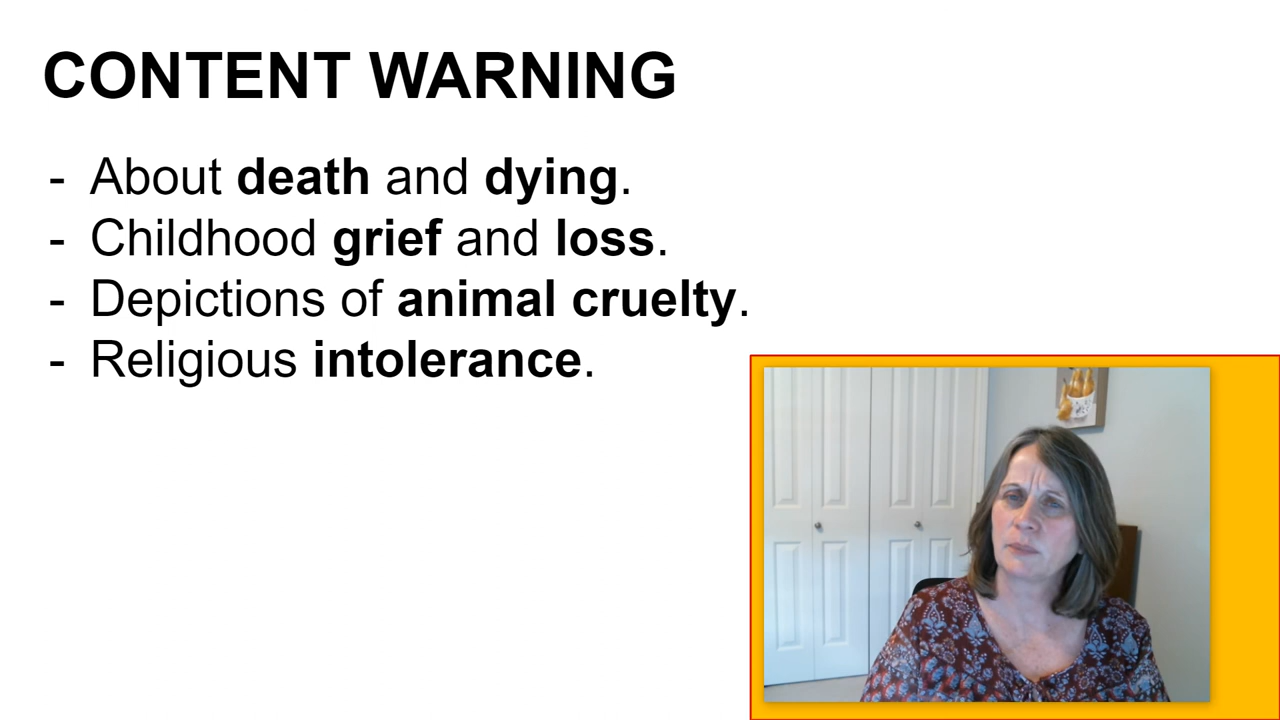 CONTENT WARNING
- About death and dying.
- Childhood grief and loss.
- Depictions of animal cruelty.
- Religious intolerance.